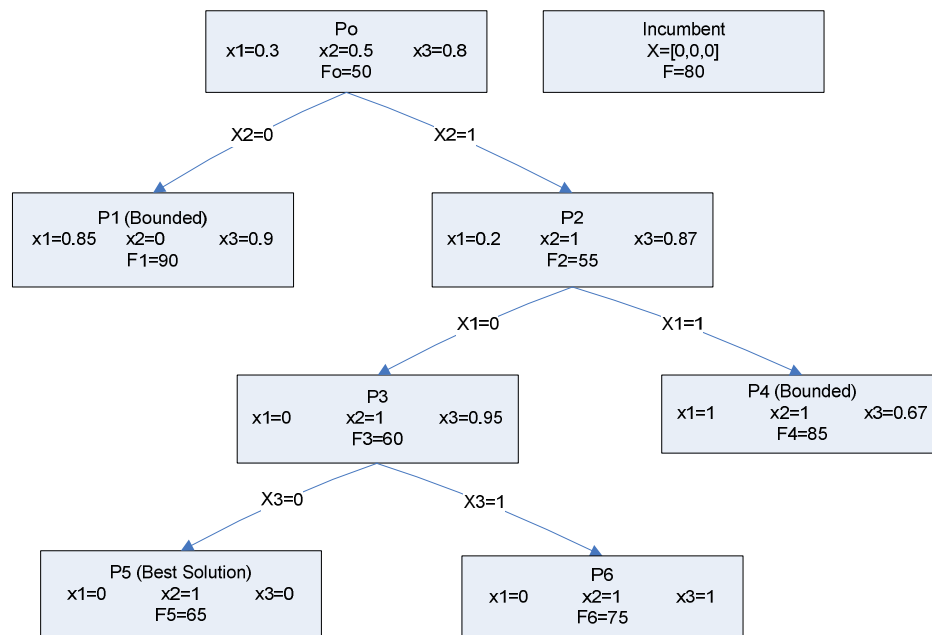 Po
x1=0.3 x2=0.5 x3=0.8
Fo=50
Incumbent
X=[0,0,0]
F=80
X2=0
X2=1
P1 (Bounded)
x1=0.85 x2=0 x3=0.9
F1=90
P2
x1=0.2 x2=1 x3=0.87
F2=55
X1=0
X1=1
P3
x1=0 x2=1 x3=0.95
F3=60
P4 (Bounded)
x1=1 x2=1 x3=0.67
F4=85
X3=0
X3=1
P5 (Best Solution)
x1=0 x2=1 x3=0
F5=65
P6
x1=0 x2=1 x3=1
F6=75